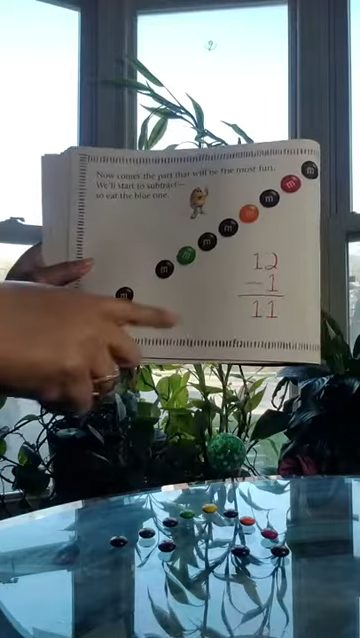 Now comes the part that will be the most fun.
We'll start to subtract—
so eat the blue one.
12
−1
11
m
m
m
m
m
m
m
m